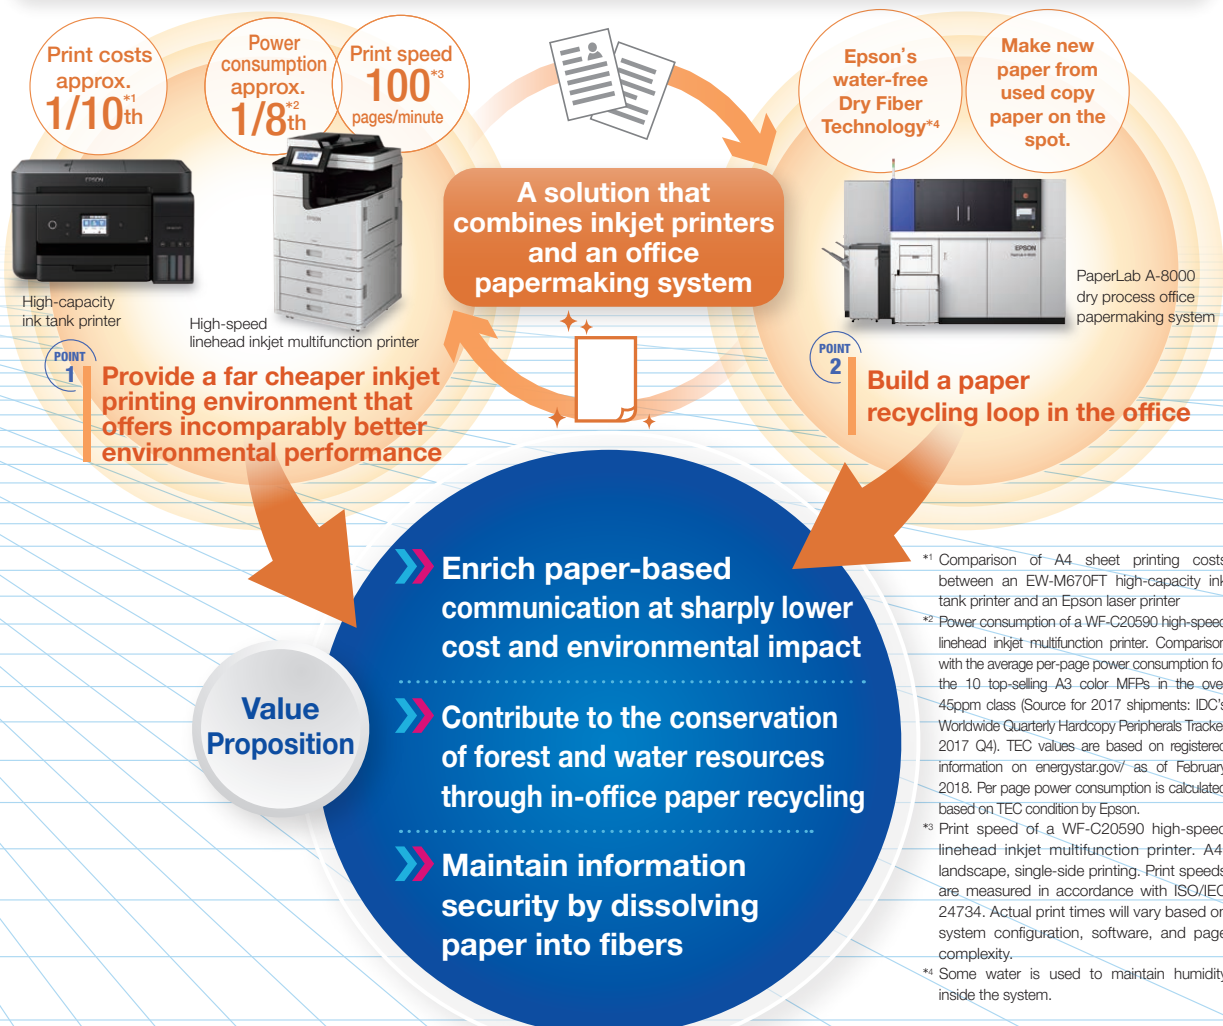 Print costs
approx.
1/10*1th
Power
consumption
approx.
1/8*2th
Print speed
100*3
pages/minute
Epson's
water-free
Dry Fiber
Technology*4
Make new
paper from
used copy
paper on the
spot.
EPSON
EPSON
EPSON
A solution that
combines inkjet printers
and an office
papermaking system
High-capacity
ink tank printer
High-speed
linehead inkjet multifunction printer
PaperLab A-8000
dry process office
papermaking system
POINT
1
Provide a far cheaper inkjet
printing environment that
offers incomparably better
environmental performance
POINT
2
Build a paper
recycling loop in the office
Value
Proposition
Enrich paper-based
communication at sharply lower
cost and environmental impact
Contribute to the conservation
of forest and water resources
through in-office paper recycling
Maintain information
security by dissolving
paper into fibers
*1 Comparison of A4 sheet printing costs
between an EW-M670FT high-capacity ink
tank printer and an Epson laser printer
*2 Power consumption of a WF-C20590 high-speed
linehead inkjet multifunction printer. Comparison
with the average per-page power consumption fo
the 10 top-selling A3 color MFPs in the ove
45ppm class (Source for 2017 shipments: IDC's
Worldwide Quarterly Hardcopy Peripherals Tracke
2017 Q4). TEC values are based on registered
information on energystar.gov/ as of February
2018. Per page power consumption is calculated
based on TEC condition by Epson.
*3 Print speed of a WF-C20590 high-speed
linehead inkjet multifunction printer. A4
landscape, single-side printing. Print speeds
are measured in accordance with ISO/IEC
24734. Actual print times will vary based on
system configuration, software, and page
complexity.
*4 Some water is used to maintain humidity
inside the system.